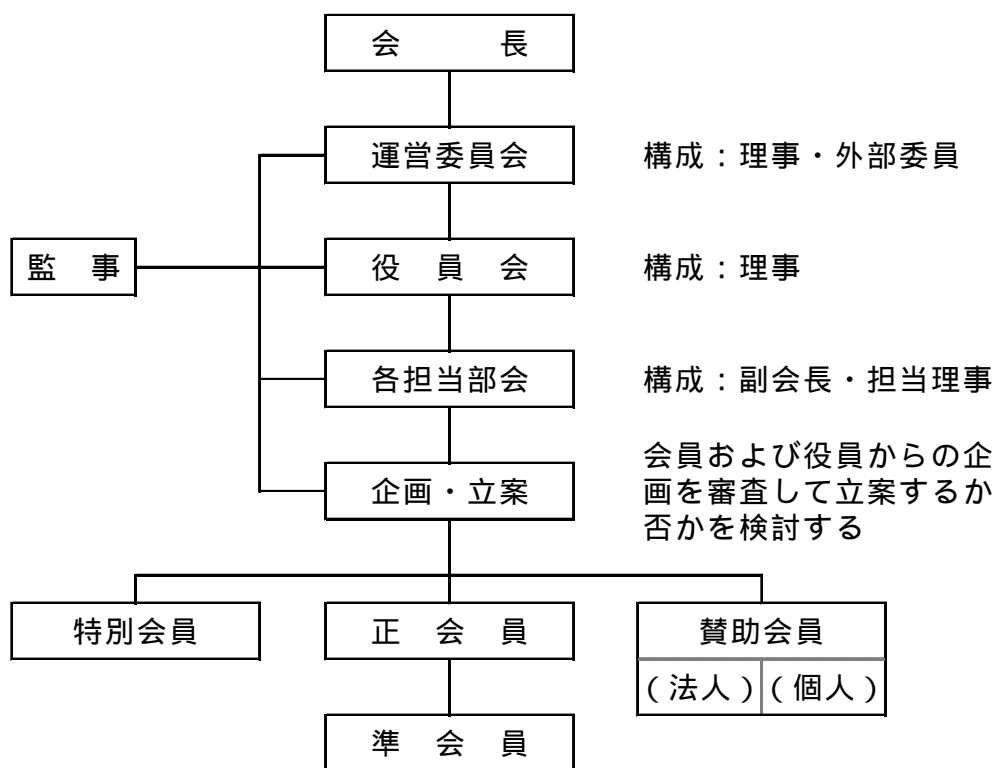 会　長
運営委員会
構成：理事・外部委員
監　事
役　員　会
構成：理事
各担当部会
構成：副会長・担当理事
企画・立案
会員および役員からの企
画を審査して立案するか
否かを検討する
特別会員
正　会　員
賛助会員
（法人）
（個人）
準　会　員